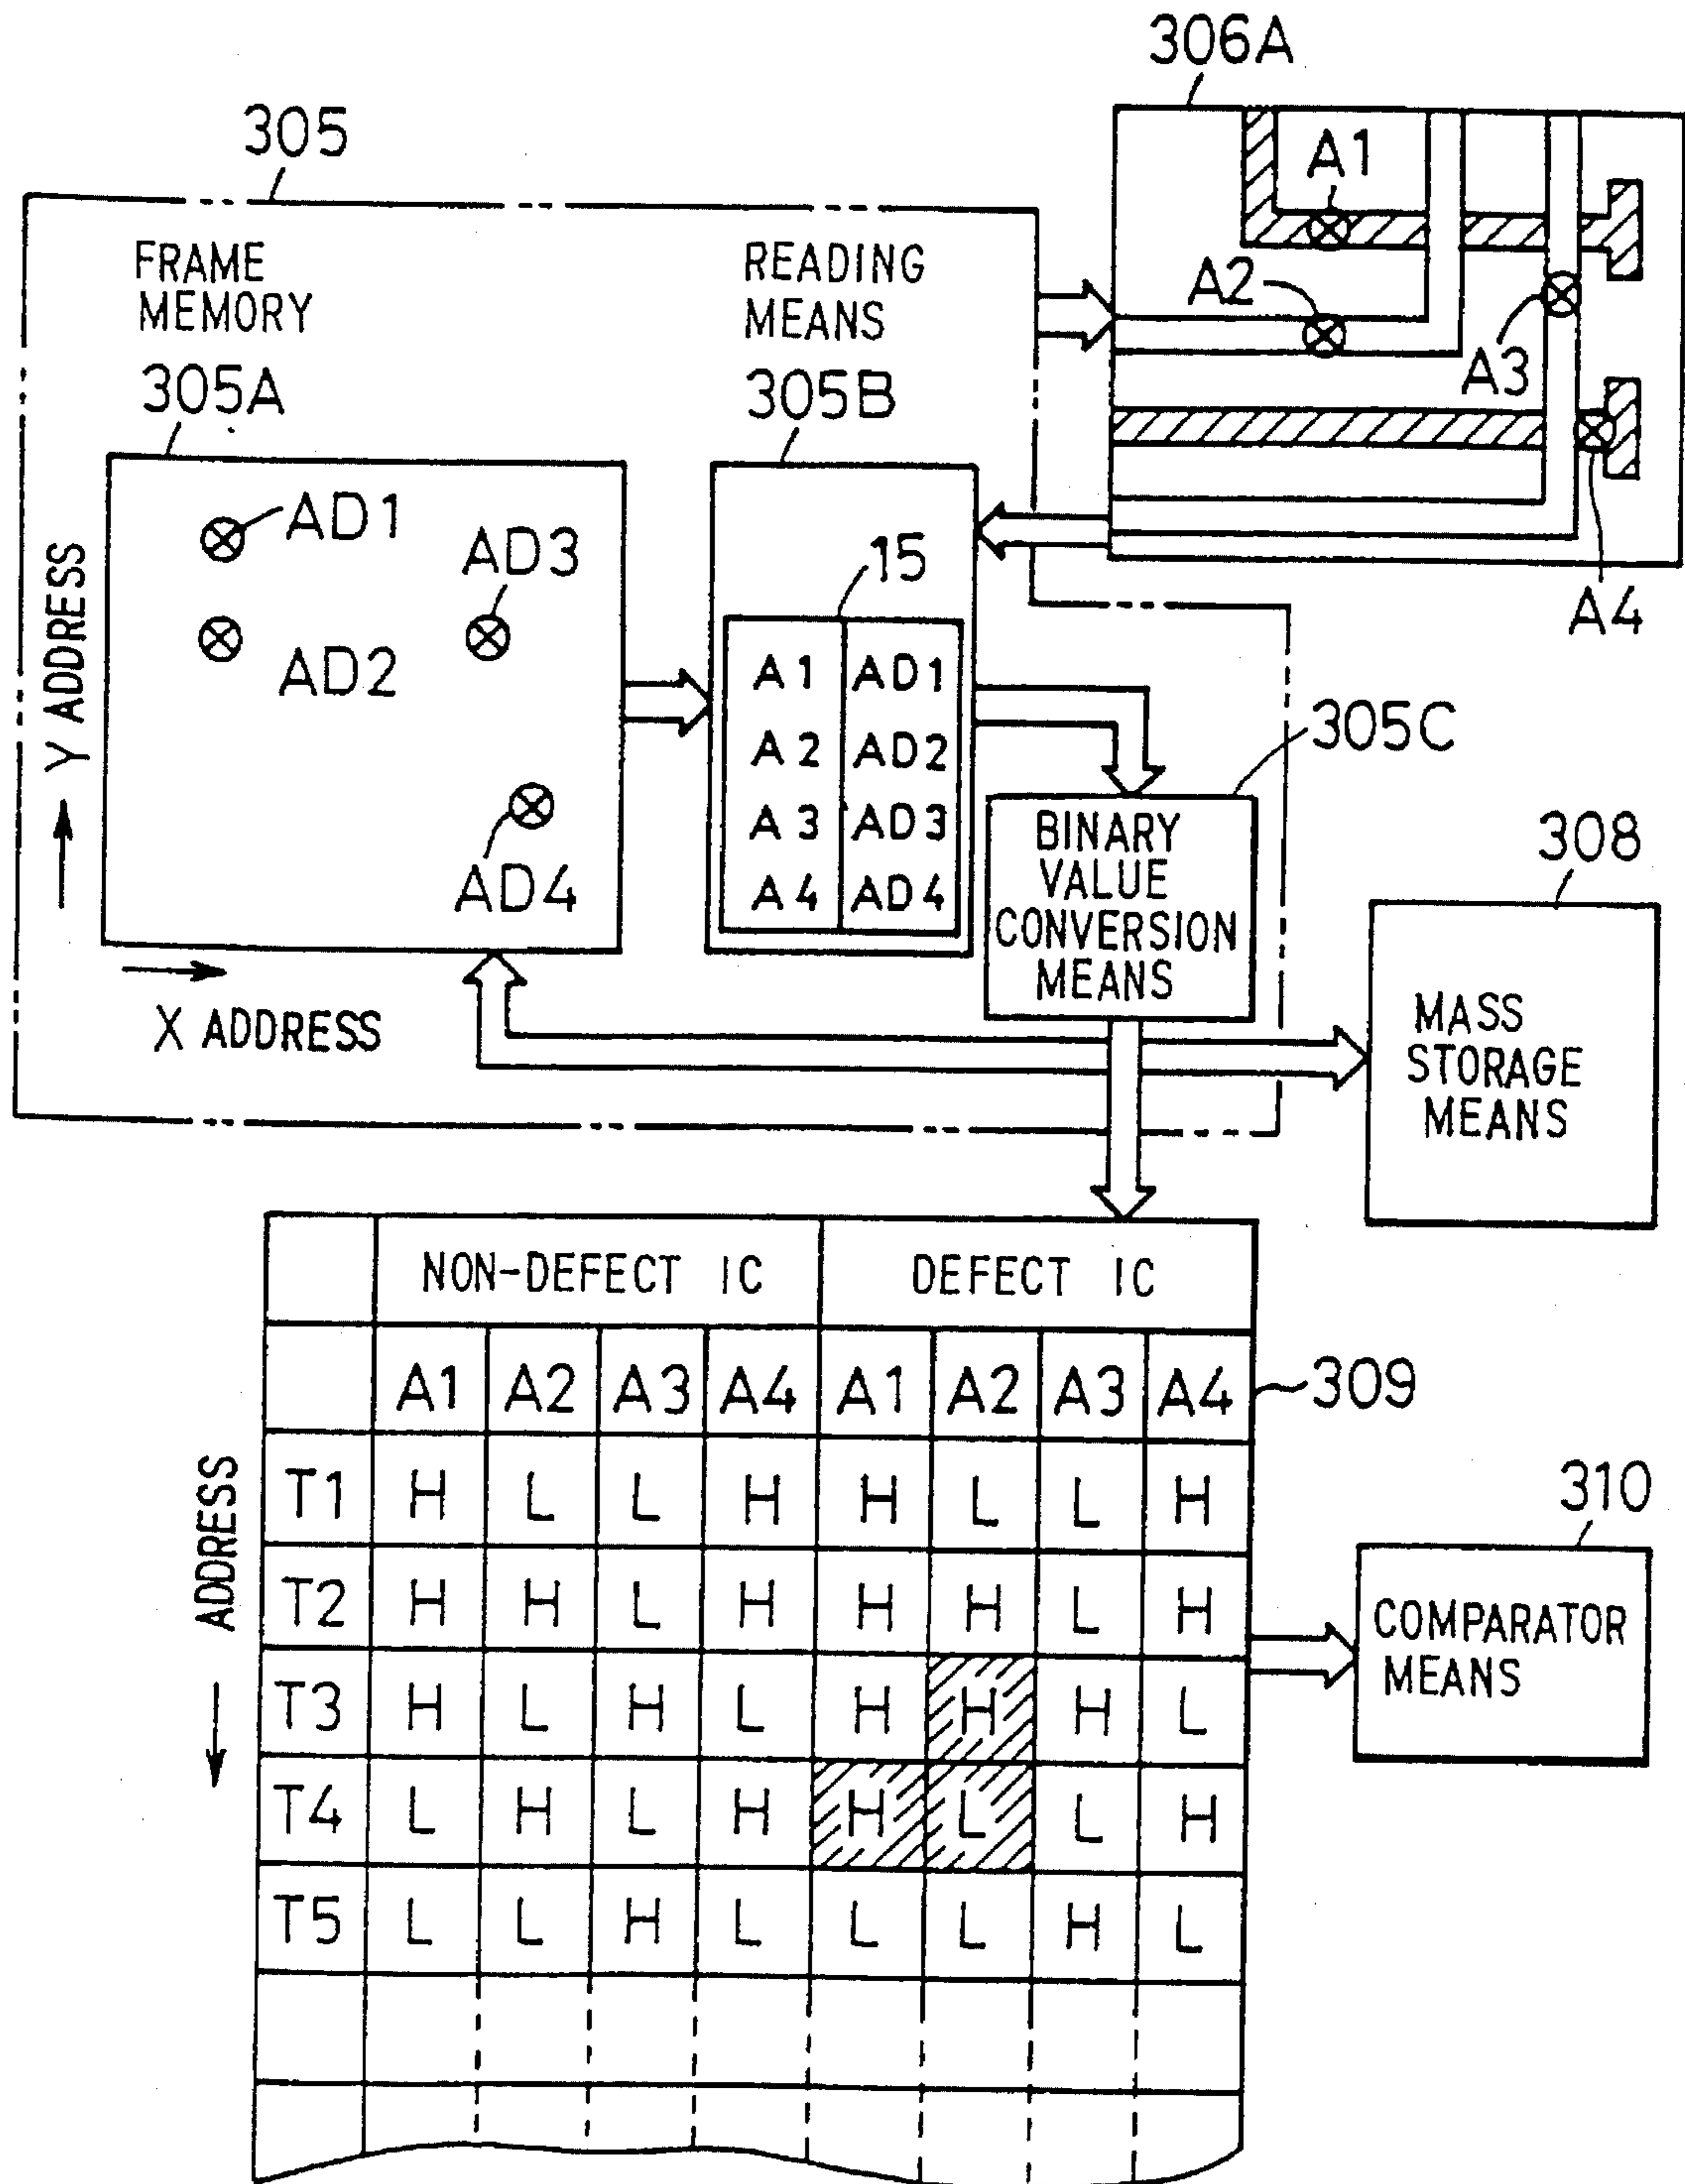 306A
305
A1
FRAME
MEMORY
READING
MEANS
A2
A3
305A
305B
AD1
AD3
15
A4
AD2
A1 AD1
A2 AD2
A3 AD3
A4 AD4
305C
Y ADDRESS
AD4
BINARY
VALUE
CONVERSION
MEANS
308
X ADDRESS
MASS
STORAGE
MEANS
NON-DEFECT IC DEFECT IC
A1 A2 A3 A4 A1 A2 A3 A4
309
T1 H L L H H L L H
T2 H H L H H H L H
T3 H L H L H H H L
T4 L H L H H L L H
T5 L L H L L L H L
ADDRESS
310
COMPARATOR
MEANS